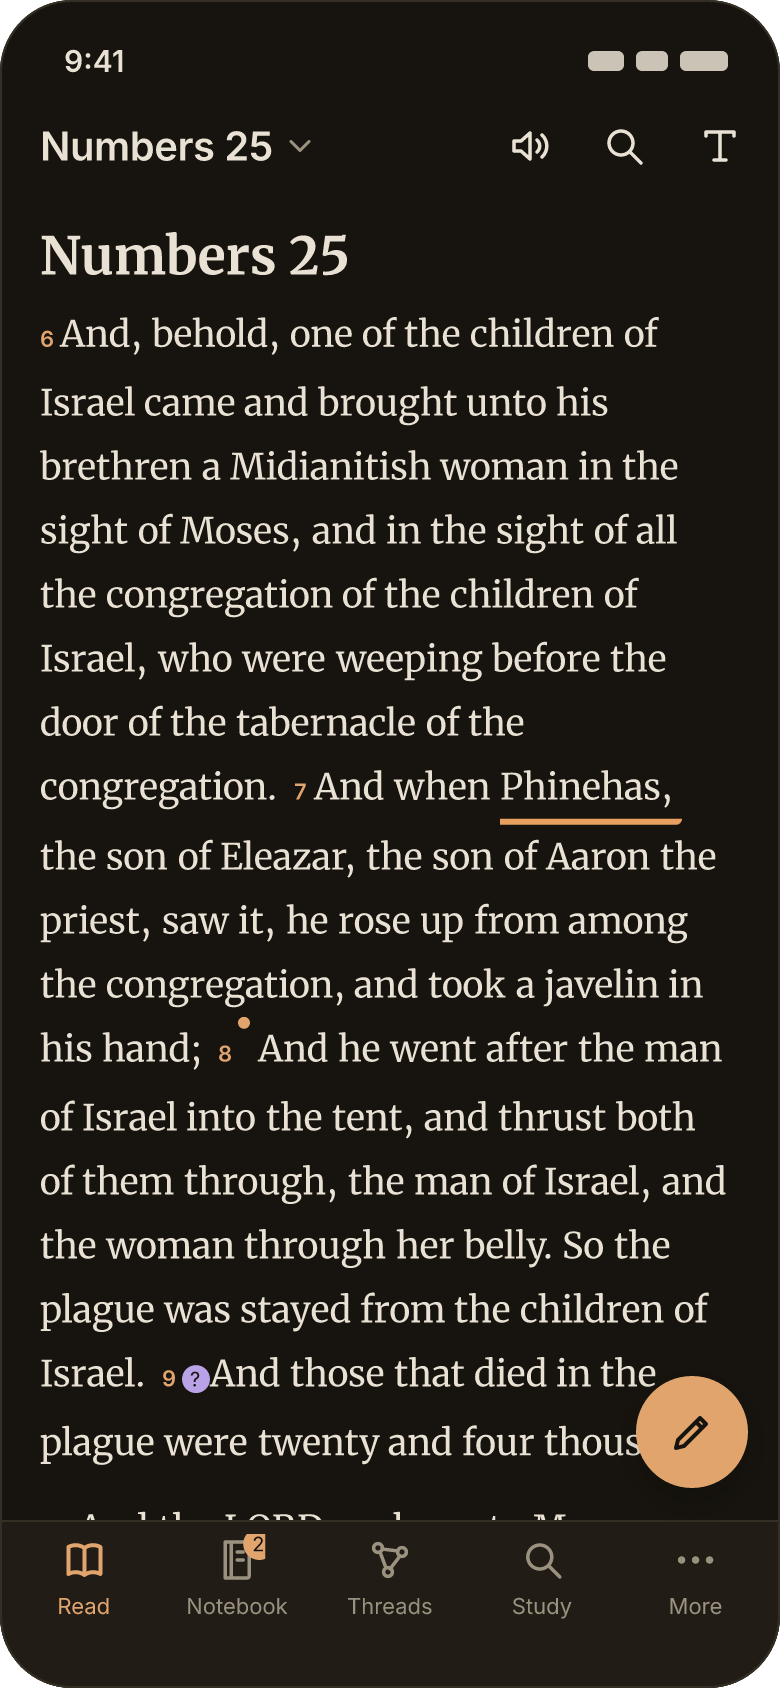 9:41
Numbers 25
Numbers 25
6 And, behold, one of the children of
Israel came and brought unto his
brethren a Midianitish woman in the
sight of Moses, and in the sight of all
the congregation of the children of
Israel, who were weeping before the
door of the tabernacle of the
congregation. 7 And when Phinehas,
the son of Eleazar, the son of Aaron the
priest, saw it, he rose up from among
the congregation, and took a javelin in
his hand; 8 And he went after the man
of Israel into the tent, and thrust both
of them through, the man of Israel, and
the woman through her belly. So the
plague was stayed from the children of
Israel. 9 ? And those that died in the
plague were twenty and four thous
And the LORD
2
Read Notebook Threads Study More